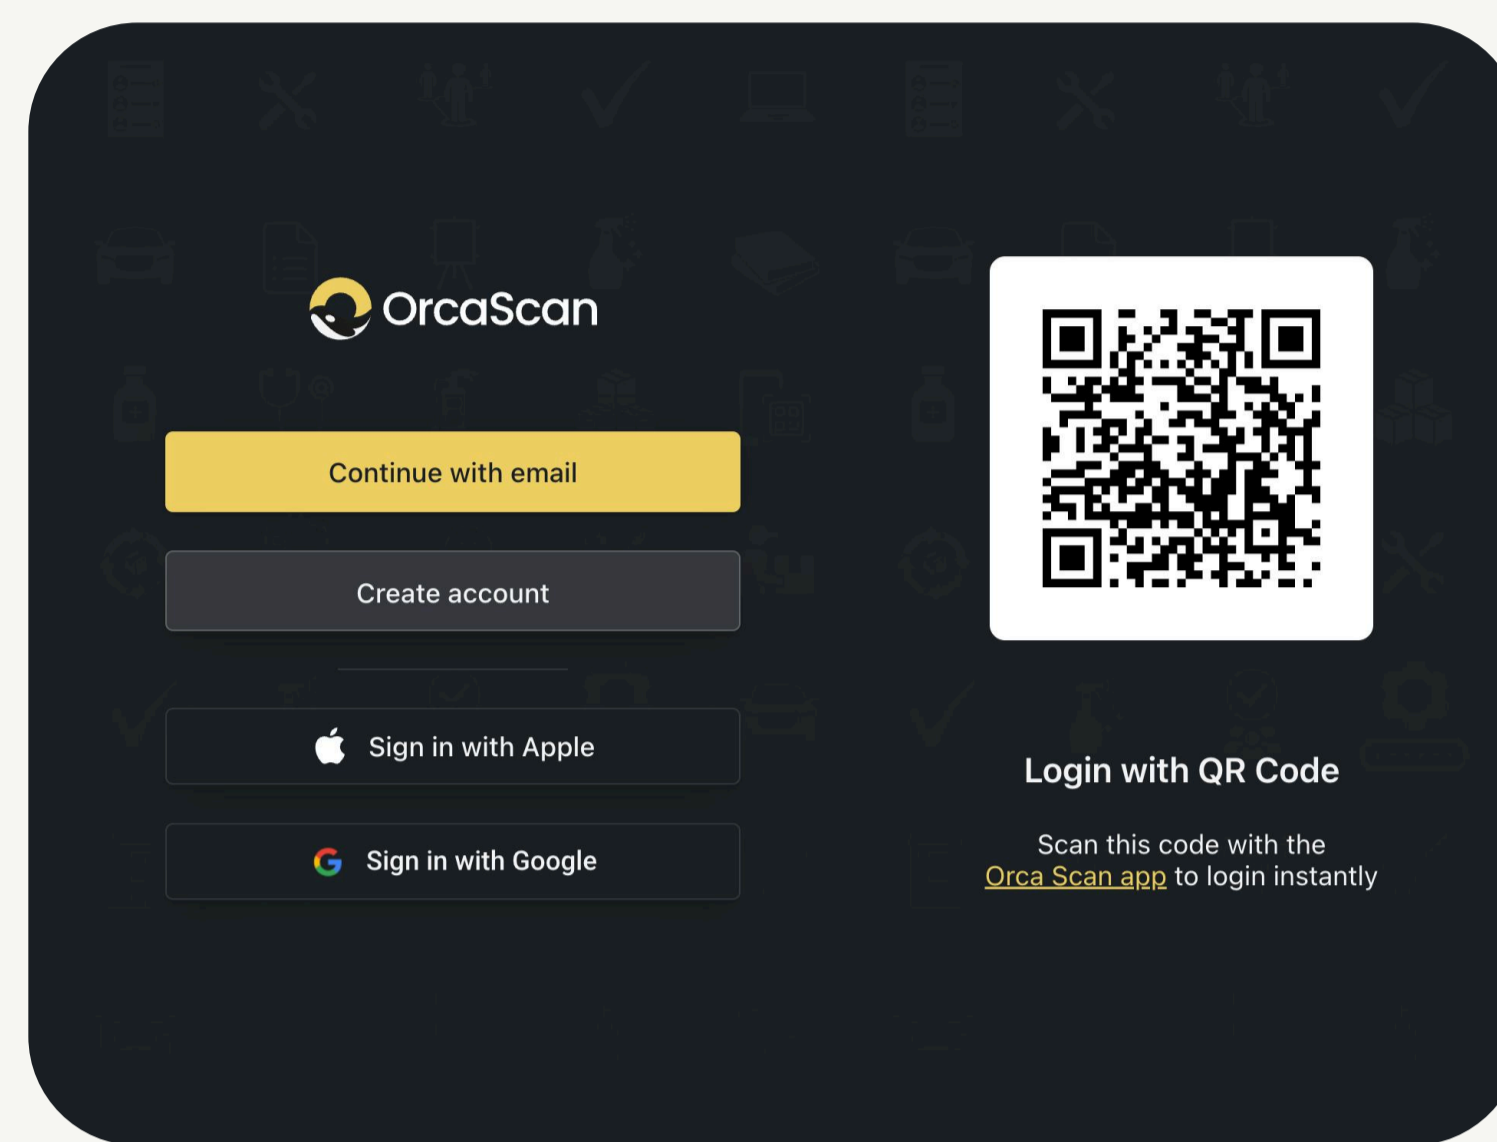 OrcaScan
Continue with email
Create account
Sign in with Apple
Sign in with Google
Login with QR Code
Scan this code with the
Orca Scan app to login instantly